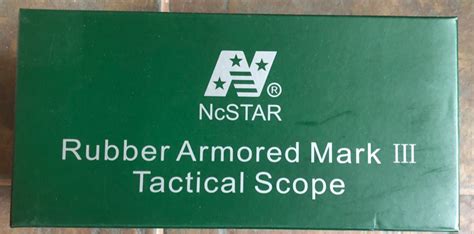 N®
NcSTAR
Rubber Armored Mark III
Tactical Scope